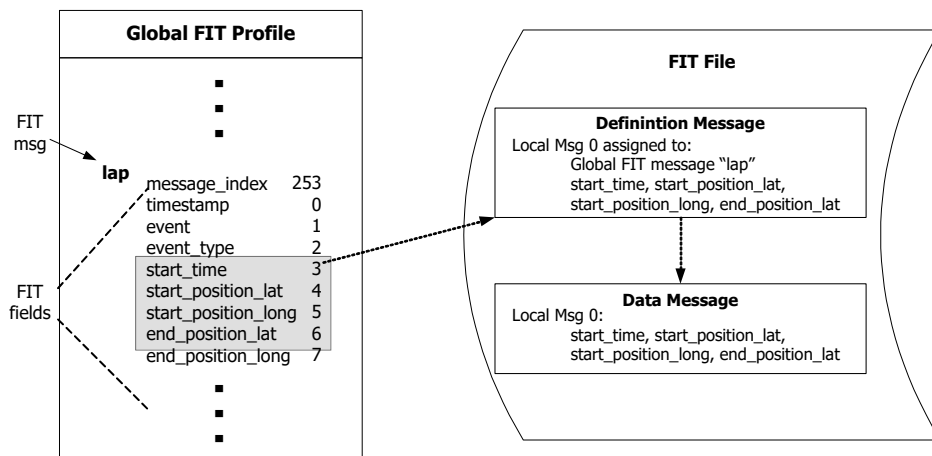 Global FIT Profile
FIT
msg
lap
message_index 253
timestamp 0
event 1
event_type 2
start_time 3
start_position_lat 4
start_position_long 5
end_position_lat 6
end_position_long 7
FIT
fields
FIT File
Definintion Message
Local Msg 0 assigned to:
Global FIT message “lap”
start_time, start_position_lat,
start_position_long, end_position_lat
Data Message
Local Msg 0:
start_time, start_position_lat,
start_position_long, end_position_lat